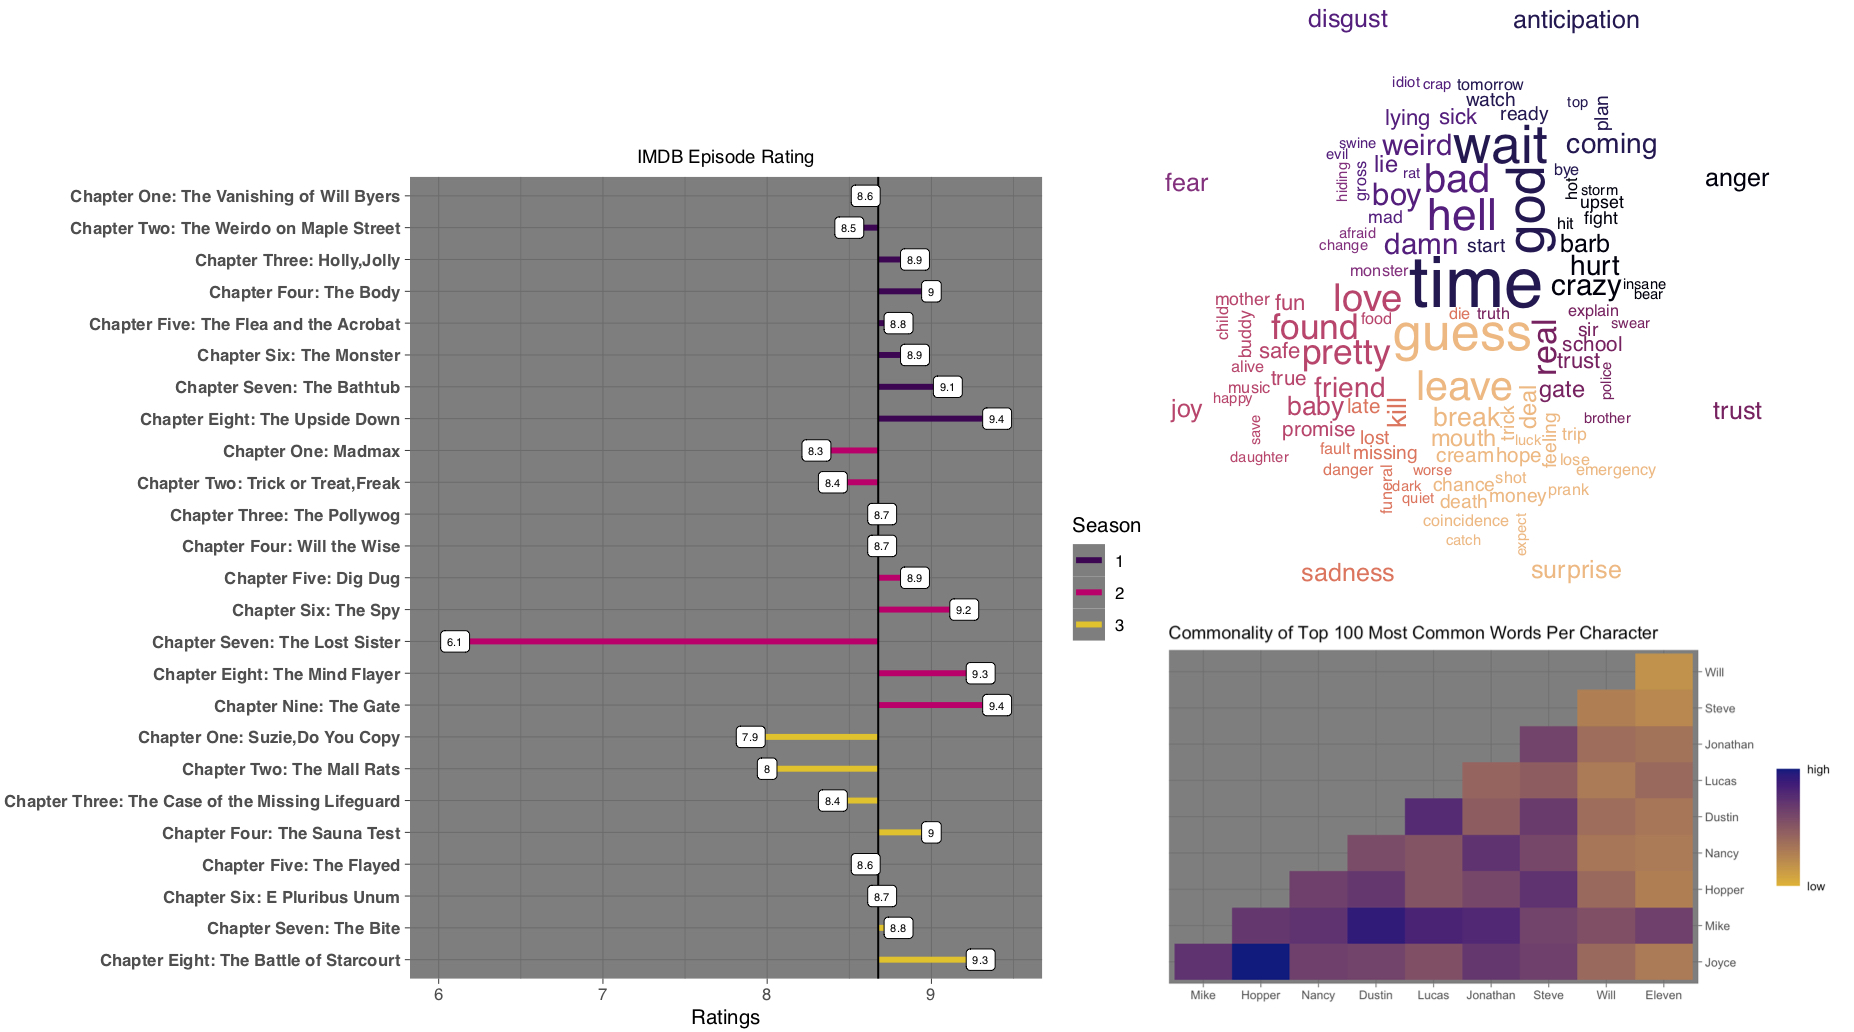 IMDB Episode Rating
Chapter One: The Vanishing of Will Byers 8.6
Chapter Two: The Weirdo on Maple Street 8.5
Chapter Three: Holly,Jolly 8.9
Chapter Four: The Body 9
Chapter Five: The Flea and the Acrobat 8.8
Chapter Six: The Monster 8.9
Chapter Seven: The Bathtub 9.1
Chapter Eight: The Upside Down 9.4
Chapter One: Madmax 8.3
Chapter Two: Trick or Treat,Freak 8.4
Chapter Three: The Pollywog 8.7
Chapter Four: Will the Wise 8.7
Chapter Five: Dig Dug 8.9
Chapter Six: The Spy 9.2
Chapter Seven: The Lost Sister 6.1
Chapter Eight: The Mind Flayer 9.3
Chapter Nine: The Gate 9.4
Chapter One: Suzie,Do You Copy 7.9
Chapter Two: The Mall Rats 8
Chapter Three: The Case of the Missing Lifeguard 8.4
Chapter Four: The Sauna Test 9
Chapter Five: The Flayed 8.6
Chapter Six: E Pluribus Unum 8.7
Chapter Seven: The Bite 8.8
Chapter Eight: The Battle of Starcourt 9.3
6 7 8 9
Ratings
Season
1
2
3
disgust anticipation
idiot crap tomorrow
watch top plan
lying sick ready
swine weird wait coming
evil lie bye
hiding gross rat bad god hot
boy storm
mad hell upset
hit fight
afraid
change damn start barb
monster time hurt
crazy insane
bear
fear anger
mother fun love die truth explain
child buddy found food guess real sir swear
safe pretty school
alive trust
music true friend leave gate police
happy
joy baby late kill break deal brother trust
save promise mouth trick luck feeling trip
lost
fault missing cream hope lose
daughter danger worse emergency
funeral dark chance shot
quiet death money prank
coincidence expect
catch
sadness surprise
Commonality of Top 100 Most Common Words Per Character
Will
Steve
Jonathan
Lucas
Dustin
Nancy
Hopper
Mike
Joyce
Mike Hopper Nancy Dustin Lucas Jonathan Steve Will Eleven
high
low